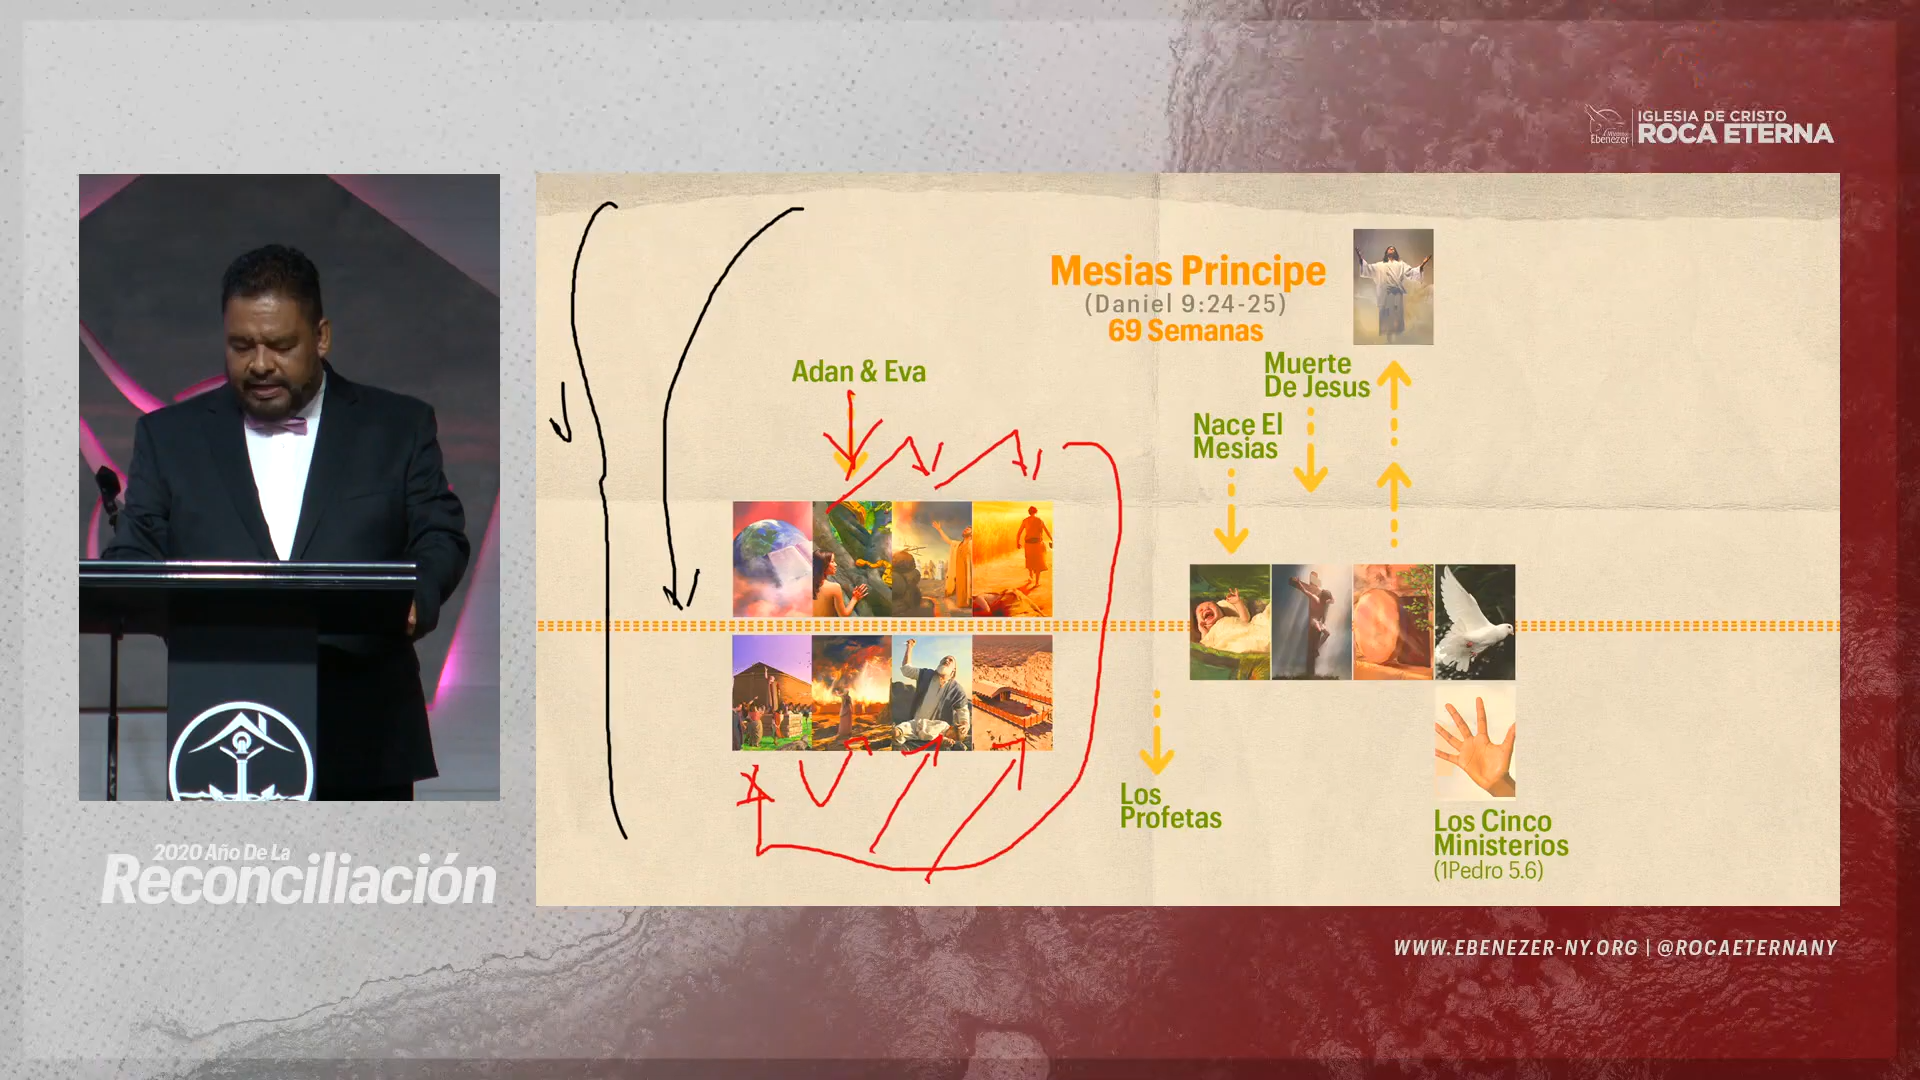 IGLESIA DE CRISTO
ROCA ETERNA
Ebenezer
Mesias Principe
(Daniel 9:24-25)
69 Semanas
Muerte
De Jesus
Adan & Eva
Nace El
Mesias
Los
Profetas
Los Cinco
Ministerios
(1Pedro 5.6)
2020 Año De La
Reconciliación
WWW.EBENEZER-NY.ORG | @ROCAETERNANY